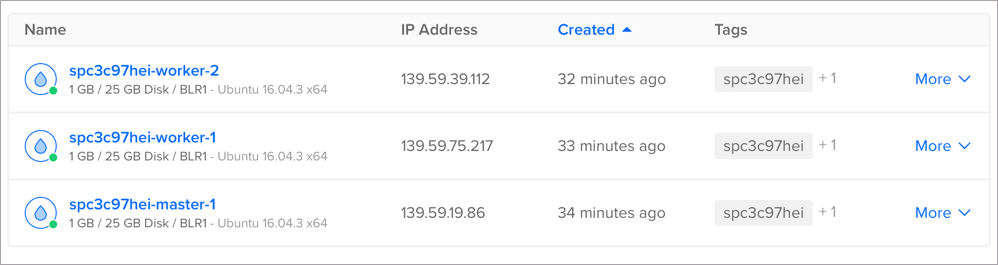 Name IP Address Created Tags
spc3c97hei-worker-2 139.59.39.112 32 minutes ago spc3c97hei + 1 More
1 GB / 25 GB Disk / BLR1 - Ubuntu 16.04.3 x64
spc3c97hei-worker-1 139.59.75.217 33 minutes ago spc3c97hei + 1 More
1 GB / 25 GB Disk / BLR1 - Ubuntu 16.04.3 x64
spc3c97hei-master-1 139.59.19.86 34 minutes ago spc3c97hei + 1 More
1 GB / 25 GB Disk / BLR1 - Ubuntu 16.04.3 x64